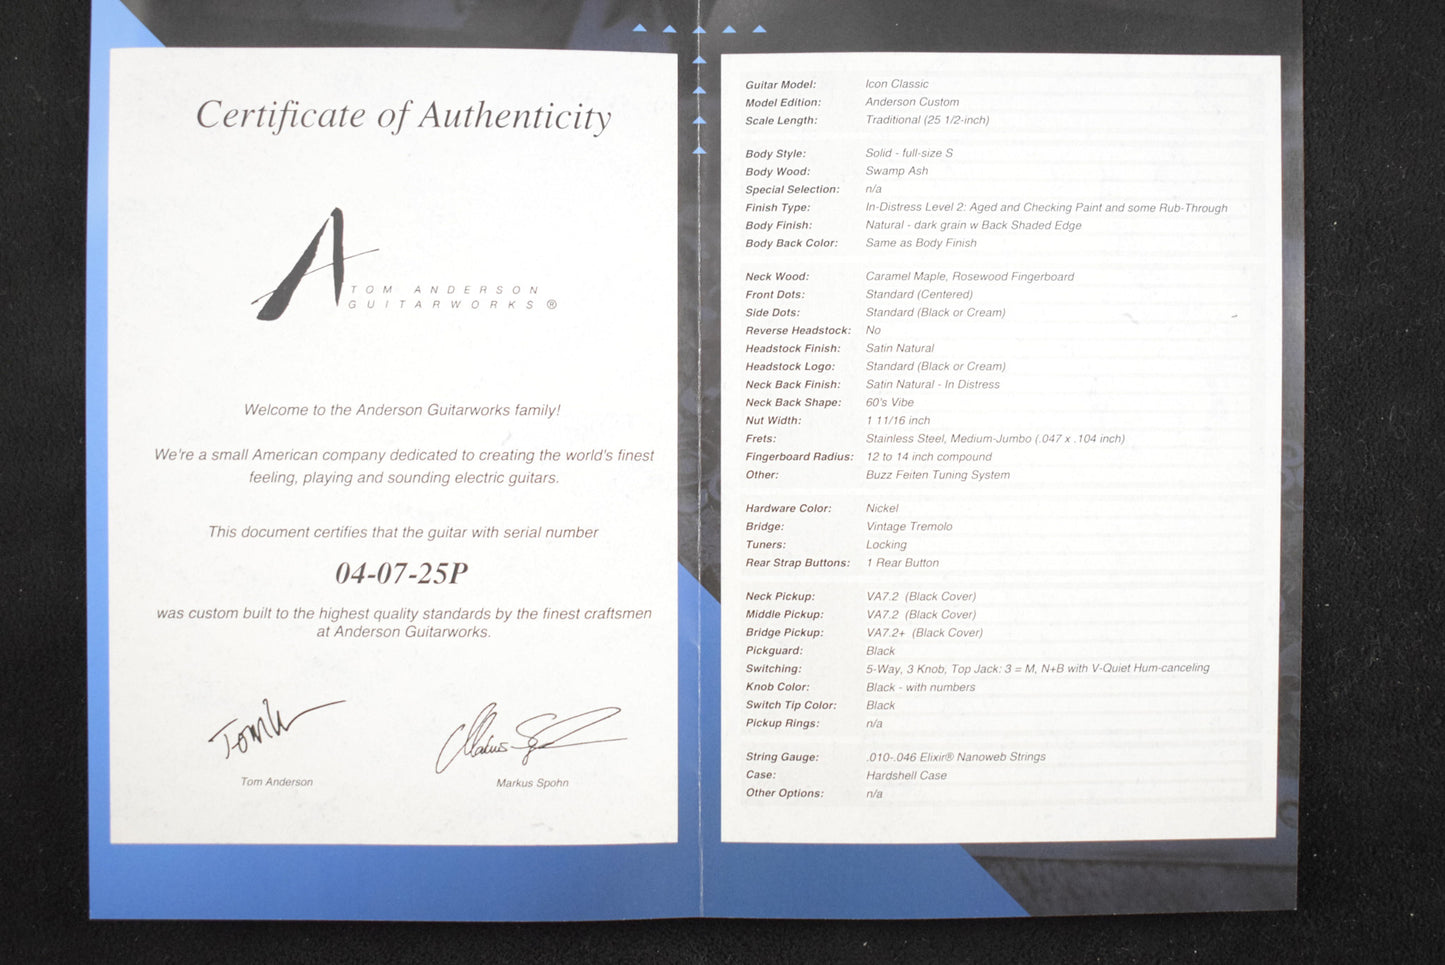 Certificate of Authenticity
A
TOM ANDERSON
GUITARWORKS ®
Welcome to the Anderson Guitarworks family!
We're a small American company dedicated to creating the world's finest
feeling, playing and sounding electric guitars.
This document certifies that the guitar with serial number
04-07-25P
was custom built to the highest quality standards by the finest craftsmen
at Anderson Guitarworks.
Tom Anderson
Markus Spohn
Guitar Model: Icon Classic
Model Edition: Anderson Custom
Scale Length: Traditional (25 1/2-inch)
Body Style: Solid - full-size S
Body Wood: Swamp Ash
Special Selection: n/a
Finish Type: In-Distress Level 2: Aged and Checking Paint and some Rub-Through
Body Finish: Natural - dark grain w Back Shaded Edge
Body Back Color: Same as Body Finish
Neck Wood: Caramel Maple, Rosewood Fingerboard
Front Dots: Standard (Centered)
Side Dots: Standard (Black or Cream)
Reverse Headstock: No
Headstock Finish: Satin Natural
Headstock Logo: Standard (Black or Cream)
Neck Back Finish: Satin Natural - In Distress
Neck Back Shape: 60's Vibe
Nut Width: 1 11/16 inch
Frets: Stainless Steel, Medium-Jumbo (.047 x .104 inch)
Fingerboard Radius: 12 to 14 inch compound
Other: Buzz Feiten Tuning System
Hardware Color: Nickel
Bridge: Vintage Tremolo
Tuners: Locking
Rear Strap Buttons: 1 Rear Button
Neck Pickup: VA7.2 (Black Cover)
Middle Pickup: VA7.2 (Black Cover)
Bridge Pickup: VA7.2+ (Black Cover)
Pickguard: Black
Switching: 5-Way, 3 Knob, Top Jack: 3 = M, N+B with V-Quiet Hum-canceling
Knob Color: Black - with numbers
Switch Tip Color: Black
Pickup Rings: n/a
String Gauge: .010-.046 Elixir® Nanoweb Strings
Case: Hardshell Case
Other Options: n/a